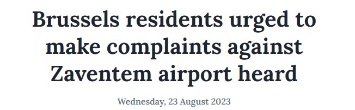 Brussels residents urged to
make complaints against
Zaventem airport heard
Wednesday, 23 August 2023